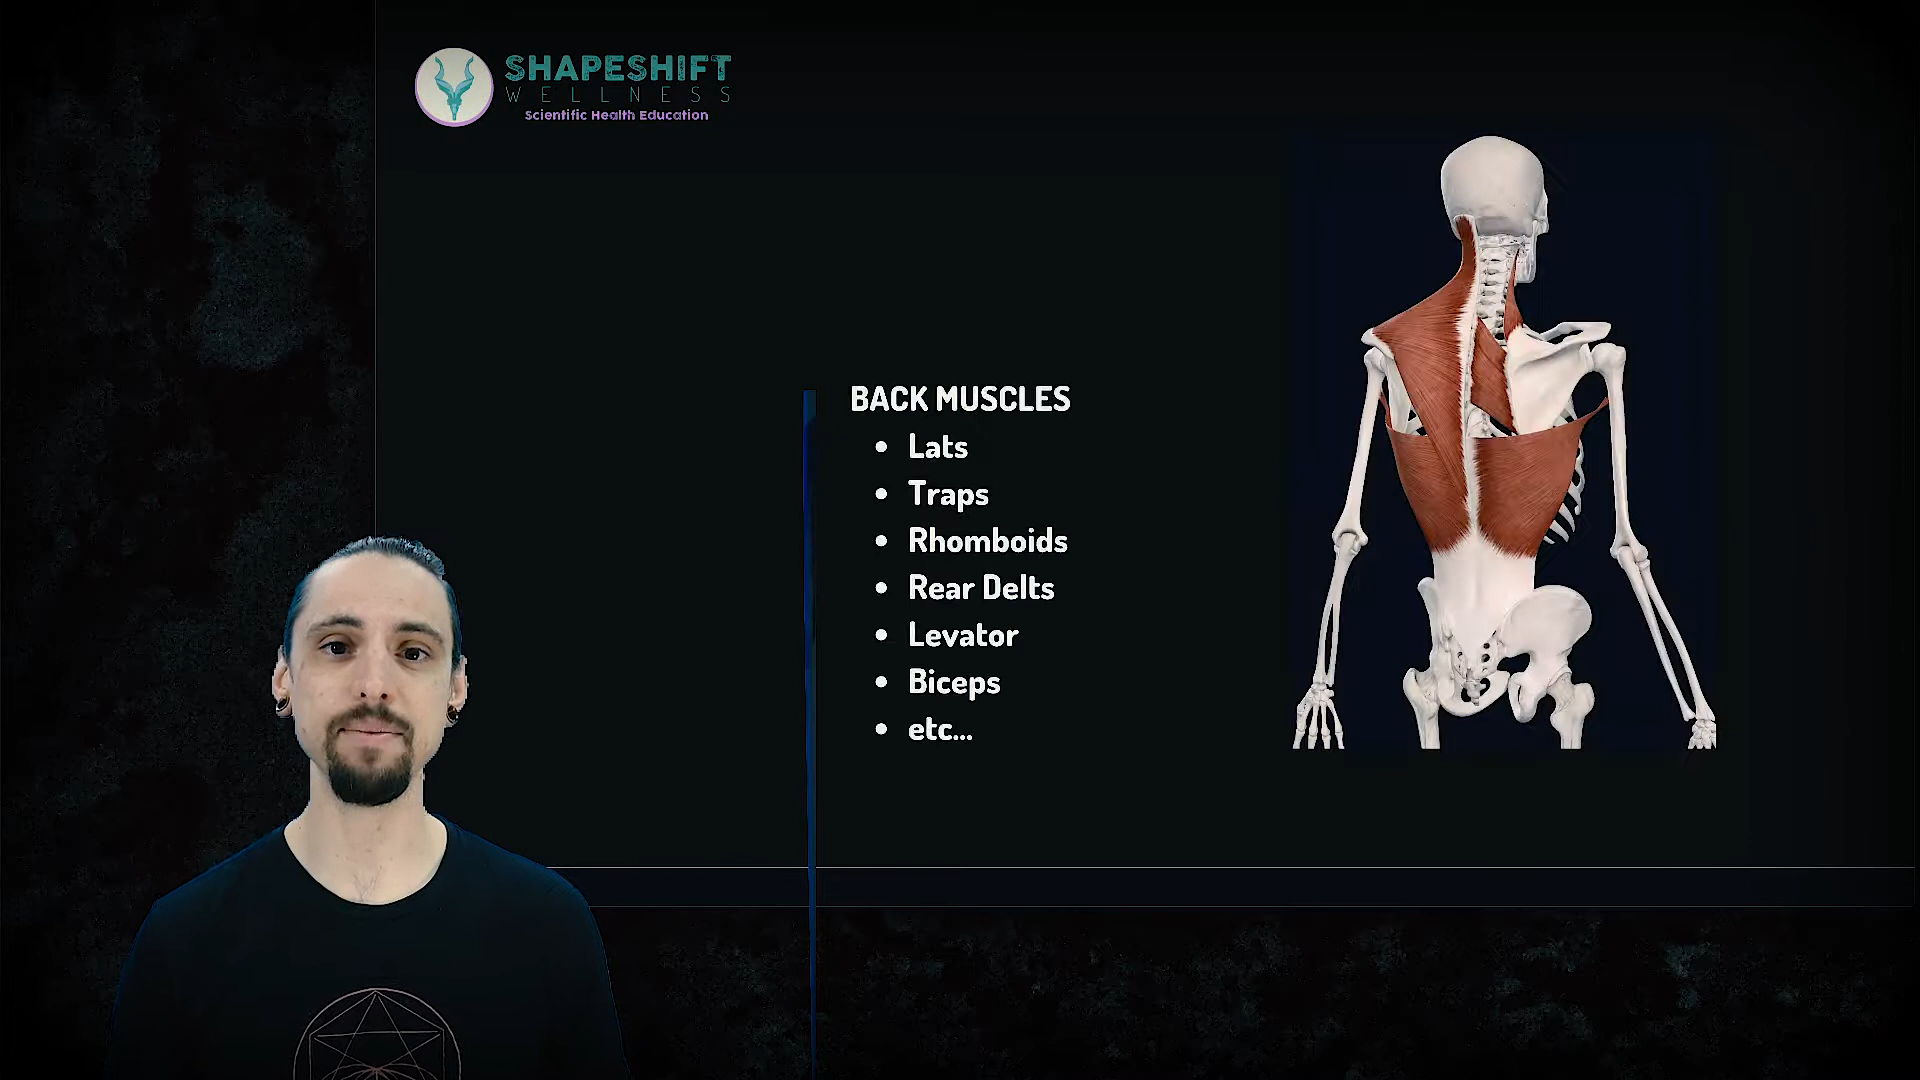 SHAPESHIFT
WELLNESS
Scientific Health Education
BACK MUSCLES
• Lats
• Traps
• Rhomboids
• Rear Delts
• Levator
• Biceps
• etc...